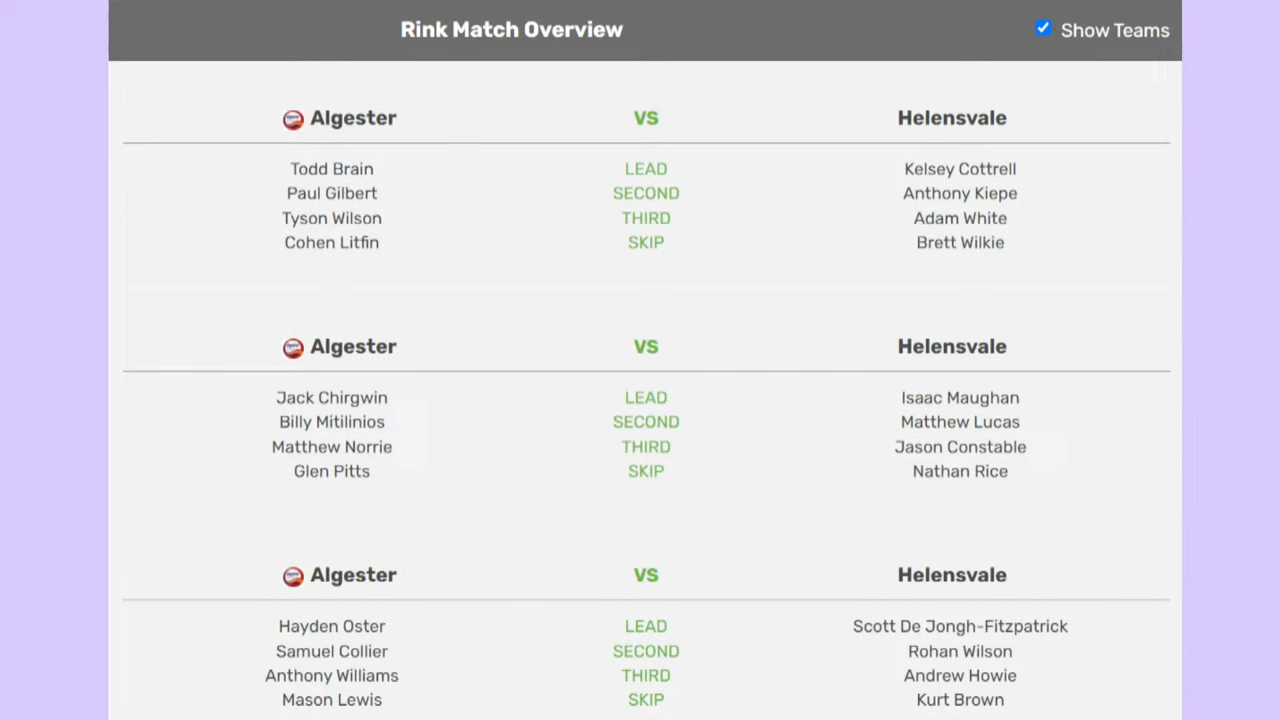 Rink Match Overview Show Teams
Algester VS Helensvale
Todd Brain LEAD Kelsey Cottrell
Paul Gilbert SECOND Anthony Kiepe
Tyson Wilson THIRD Adam White
Cohen Litfin SKIP Brett Wilkie
Algester VS Helensvale
Jack Chirgwin LEAD Isaac Maughan
Billy Mitilinios SECOND Matthew Lucas
Matthew Norrie THIRD Jason Constable
Glen Pitts SKIP Nathan Rice
Algester VS Helensvale
Hayden Oster LEAD Scott De Jongh-Fitzpatrick
Samuel Collier SECOND Rohan Wilson
Anthony Williams THIRD Andrew Howie
Mason Lewis SKIP Kurt Brown